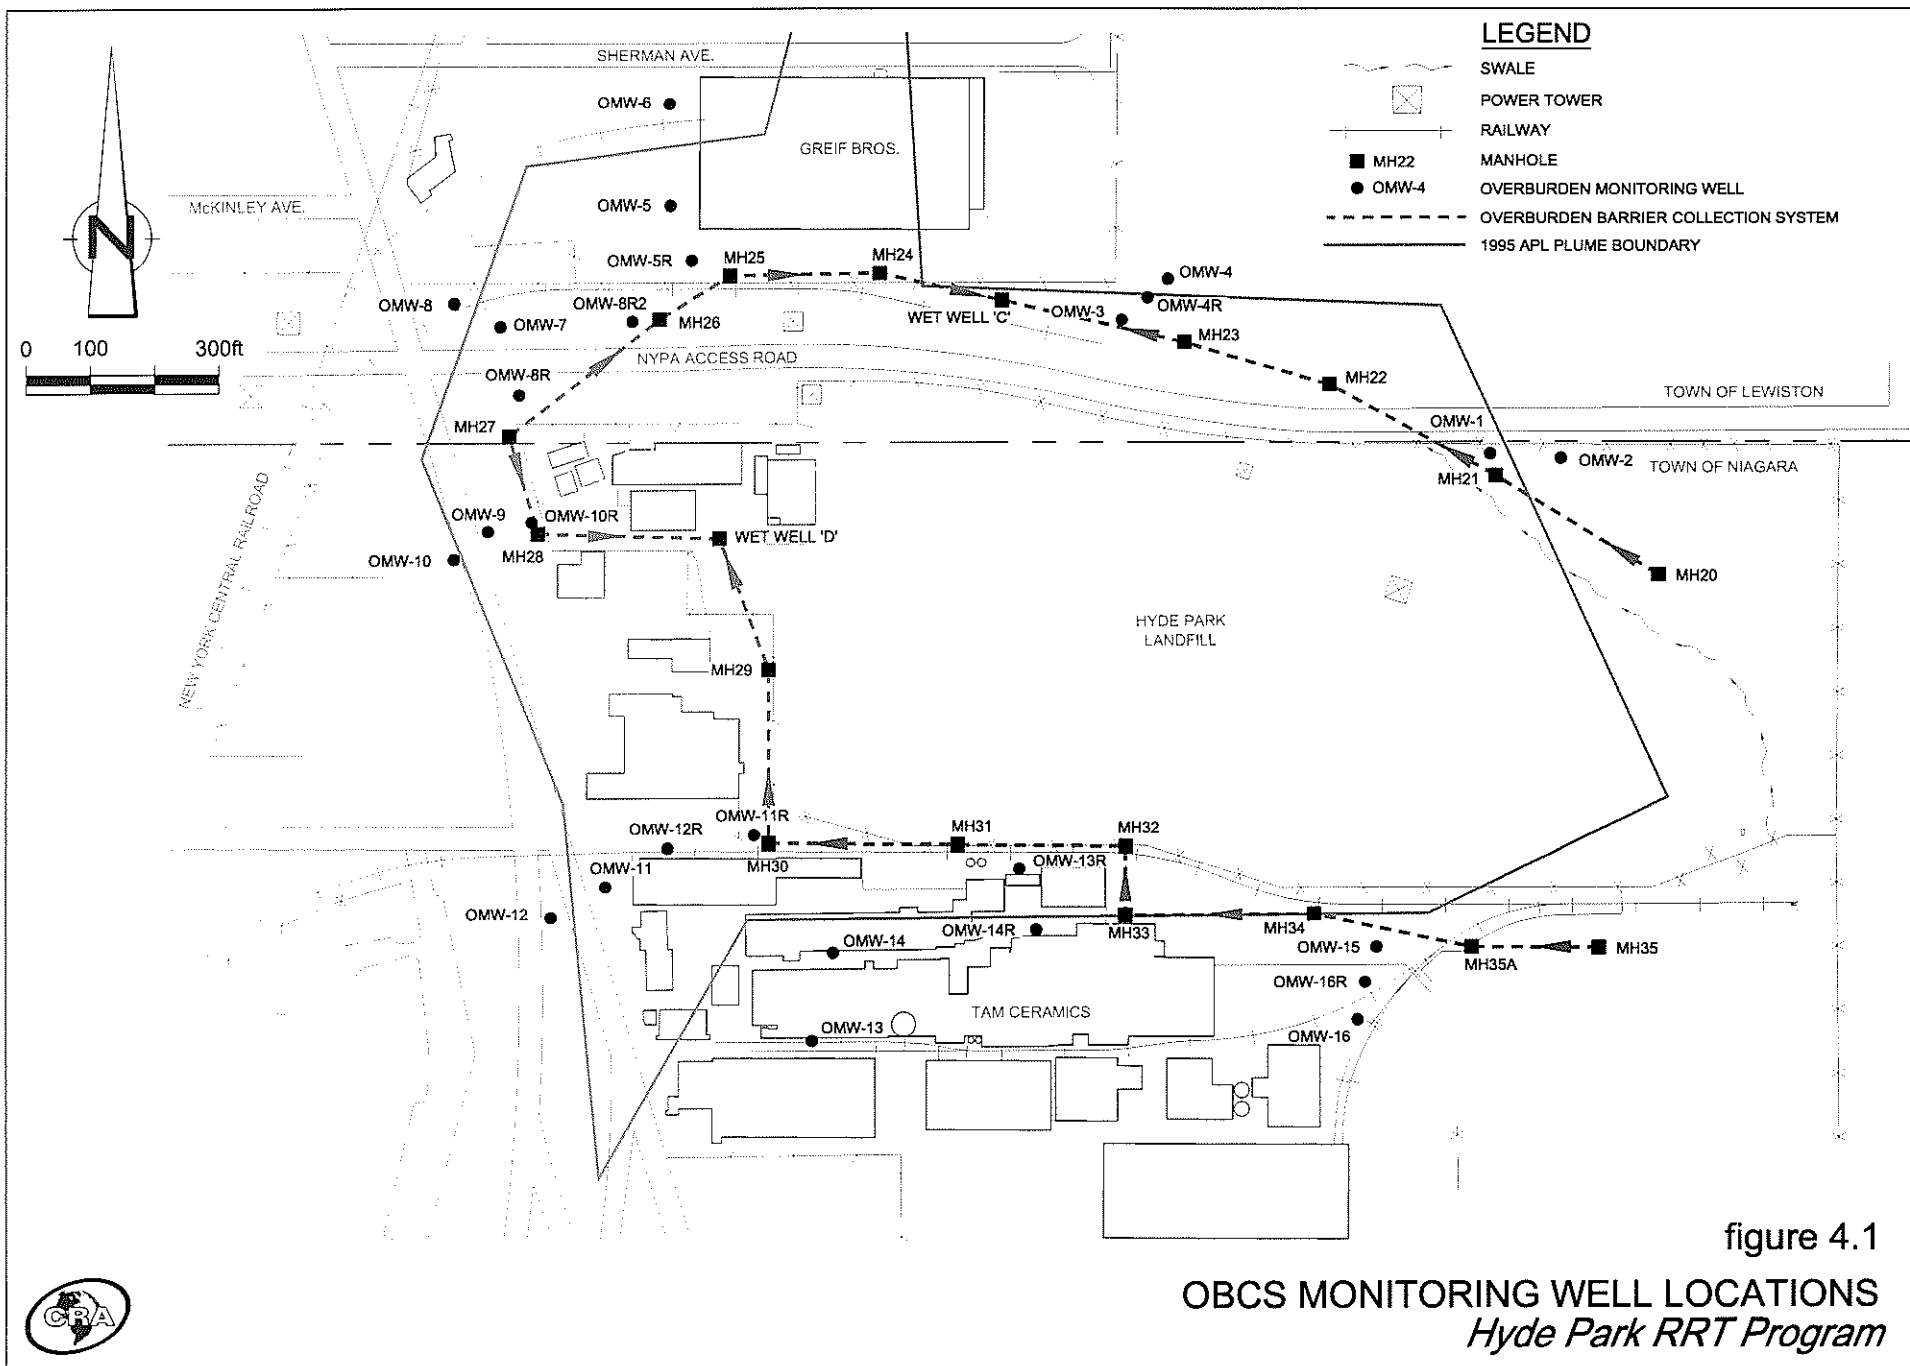 LEGEND
SWALE
POWER TOWER
RAILWAY
MH22 MANHOLE
OMW-4 OVERBURDEN MONITORING WELL
OVERBURDEN BARRIER COLLECTION SYSTEM
1995 APL PLUME BOUNDARY
SHERMAN AVE.
OMW-6
GREIF BROS.
McKINLEY AVE.
OMW-5
N
OMW-5R
MH25
MH24
OMW-4
OMW-8
OMW-8R2
OMW-4R
OMW-7
MH26
WET WELL 'C'
OMW-3
MH23
0 100 300ft
NYPA ACCESS ROAD
OMW-8R
MH22
TOWN OF LEWISTON
MH27
OMW-1
OMW-2
TOWN OF NIAGARA
MH21
NEW YORK CENTRAL RAILROAD
OMW-9
OMW-10R
OMW-10
MH28
WET WELL 'D'
MH20
HYDE PARK
LANDFILL
MH29
OMW-11R
OMW-12R
MH30
MH31
MH32
OMW-13R
OMW-11
OMW-12
OMW-14
OMW-14R
MH33
MH34
OMW-15
MH35A
MH35
OMW-16R
TAM CERAMICS
OMW-13
OMW-16
figure 4.1
OBCS MONITORING WELL LOCATIONS
Hyde Park RRT Program
CRA